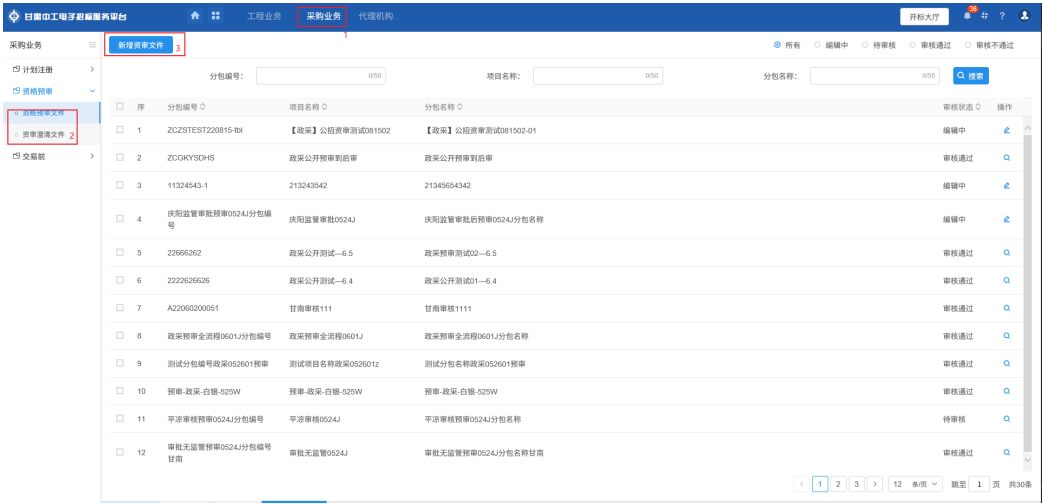 甘肃中工电子招标服务平台 工程业务 采购业务 代理机构... 开标大厅 36 ?
1
采购业务 新增资审文件 3 所有 编辑中 待审核 审核通过 审核不通过
计划注册
分包编号： 0/50 项目名称： 0/50 分包名称： 0/50 搜索
资格预审
资格预审文件
资审澄清文件 2
交易前
序 分包编号 项目名称 分包名称 审核状态 操作
1 ZCZSTEST220815-tbl 【政采】公招资审测试081502 【政采】公招资审测试081502-01 编辑中
2 ZCGKYSDHS 政采公开预审到后审 政采公开预审到后审 审核通过
3 11324543-1 213243542 21345654342 编辑中
4 庆阳监管审批预审0524J分包编
号 庆阳监管审批0524J 庆阳监管审批后预审0524J分包名称 编辑中
5 22666262 政采公开测试—6.5 政采预审测试02—6.5 审核通过
6 2222626626 政采公开测试—6.4 政采公开测试01—6.4 审核通过
7 A22060200051 甘南审核111 甘南审核1111 审核通过
8 政采预审全流程0601J分包编号 政采预审全流程0601J 政采预审全流程0601J分包名称 审核通过
9 测试分包编号政采052601预审 测试项目名称政采052601z 测试分包名称政采052601预审 审核通过
10 预审-政采-白银-525W 预审-政采-白银-525W 预审-政采-白银-525W 审核通过
11 平凉审核预审0524J分包编号 平凉审核0524J 平凉审核预审0524J分包名称 待审核
12 审批无监管预审0524J分包编号
甘南 审批无监管0524J 审批无监管预审0524J分包名称甘南 审核通过
< 1 2 3 > 12 条/页 跳至 1 页 共30条